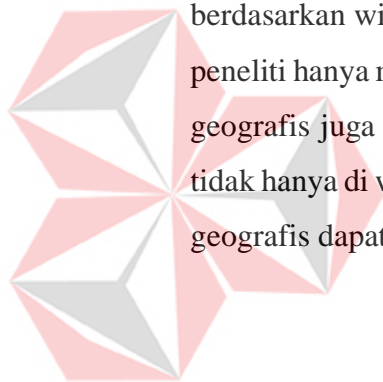 berdasarkan wi
peneliti hanya
geografis juga
tidak hanya di
geografis dapat